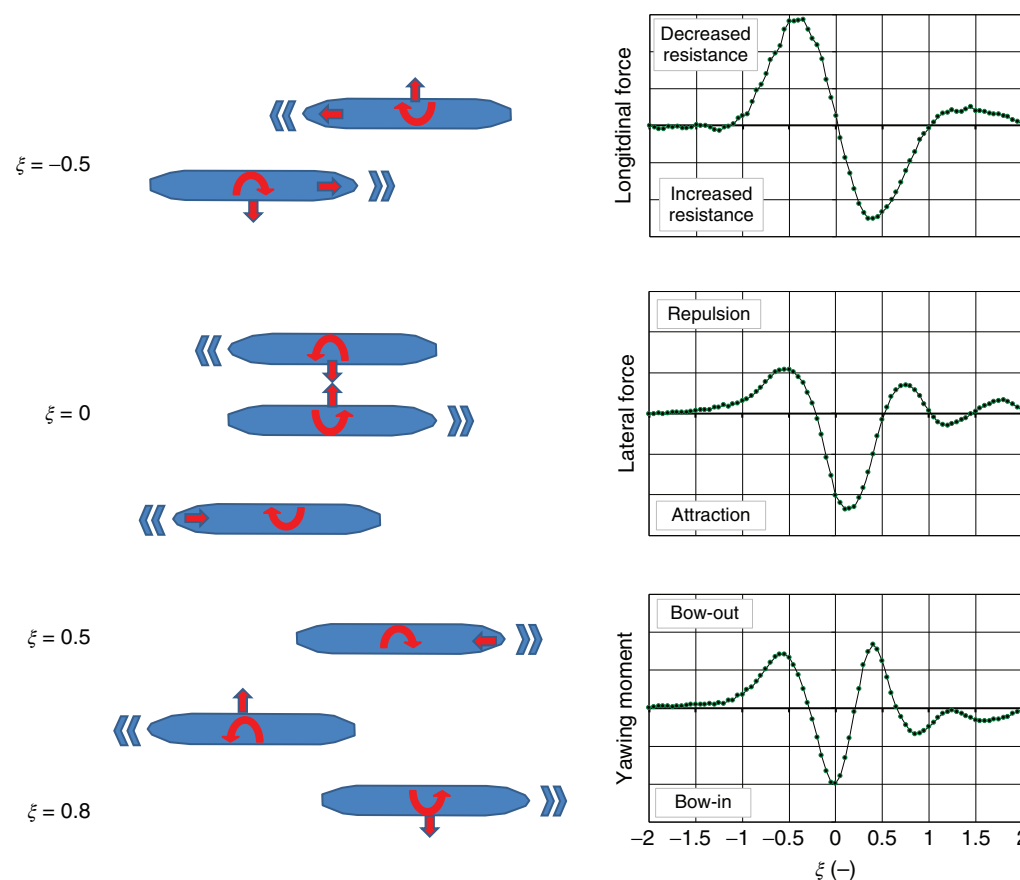 ξ = −0.5
ξ = 0
ξ = 0.5
ξ = 0.8
Longitdinal force
Decreased
resistance
Increased
resistance
Lateral force
Repulsion
Attraction
Yawing moment
Bow-out
Bow-in
−2 −1.5 −1 −0.5 0 0.5 1 1.5 2
ξ (−)